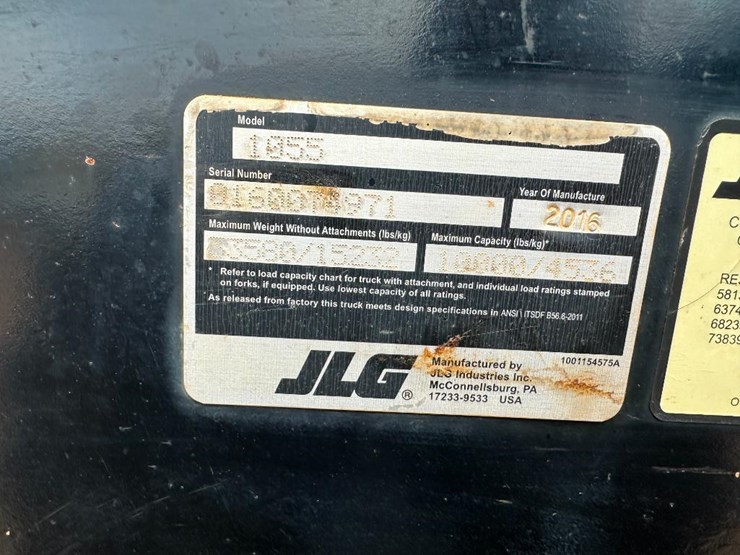 Model
1055
Serial Number
Year Of Manufacture
2016
Maximum Weight Without Attachments (lbs/kg)
Maximum Capacity (lbs/kg)*
10000/4536
* Refer to load capacity chart for truck with attachment, and individual load ratings stamped
on forks, if equipped. Use lowest capacity of all ratings.
As released from factory this truck meets design specifications in ANSI \ ITSDF B56.6-2011
JLG®
Manufactured by
JLG Industries Inc.
McConnellsburg, PA
17233-9533 USA
1001154575A